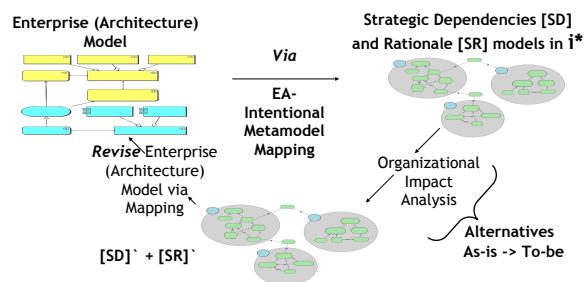 Enterprise (Architecture)
Model
Strategic Dependencies [SD]
and Rationale [SR] models in i*
Via
EA-
Intentional
Metamodel
Mapping
Revise Enterprise
(Architecture)
Model via
Mapping
Organizational
Impact
Analysis
[SD]` + [SR]`
Alternatives
As-is -> To-be